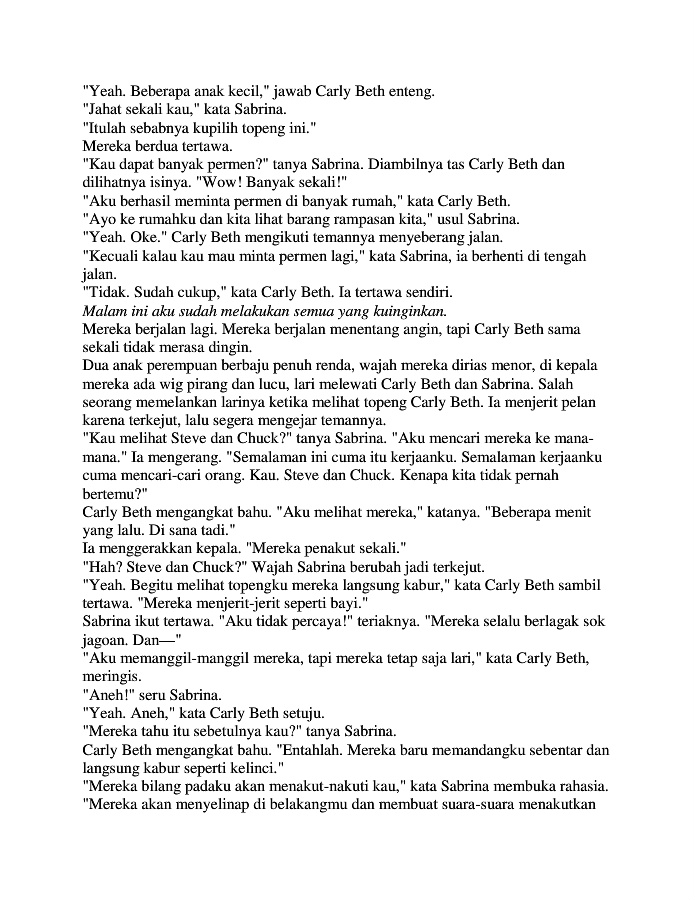 "Yeah. Beberapa anak kecil," jawab Carly Beth enteng.
"Jahat sekali kau," kata Sabrina.
"Itulah sebabnya kupilih topeng ini."
Mereka berdua tertawa.
"Kau dapat banyak permen?" tanya Sabrina. Diambilnya tas Carly Beth dan
dilihatnya isinya. "Wow! Banyak sekali!"
"Aku berhasil meminta permen di banyak rumah," kata Carly Beth.
"Ayo ke rumahku dan kita lihat barang rampasan kita," usul Sabrina.
"Yeah. Oke." Carly Beth mengikuti temannya menyeberang jalan.
"Kecuali kalau kau mau minta permen lagi," kata Sabrina, ia berhenti di tengah
jalan.
"Tidak. Sudah cukup," kata Carly Beth. Ia tertawa sendiri.
Malam ini aku sudah melakukan semua yang kuinginkan.
Mereka berjalan lagi. Mereka berjalan menentang angin, tapi Carly Beth sama
sekali tidak merasa dingin.
Dua anak perempuan berbaju penuh renda, wajah mereka dirias menor, di kepala
mereka ada wig pirang dan lucu, lari melewati Carly Beth dan Sabrina. Salah
seorang memelankan larinya ketika melihat topeng Carly Beth. Ia menjerit pelan
karena terkejut, lalu segera mengejar temannya.
"Kau melihat Steve dan Chuck?" tanya Sabrina. "Aku mencari mereka ke mana-
mana." Ia mengerang. "Semalaman ini cuma itu kerjaanku. Semalaman kerjaanku
cuma mencari-cari orang. Kau. Steve dan Chuck. Kenapa kita tidak pernah
bertemu?"
Carly Beth mengangkat bahu. "Aku melihat mereka," katanya. "Beberapa menit
yang lalu. Di sana tadi."
Ia menggerakkan kepala. "Mereka penakut sekali."
"Hah? Steve dan Chuck?" Wajah Sabrina berubah jadi terkejut.
"Yeah. Begitu melihat topengku mereka langsung kabur," kata Carly Beth sambil
tertawa. "Mereka menjerit-jerit seperti bayi."
Sabrina ikut tertawa. "Aku tidak percaya!" teriaknya. "Mereka selalu berlagak sok
jagoan. Dan—"
"Aku memanggil-manggil mereka, tapi mereka tetap saja lari," kata Carly Beth,
meringis.
"Aneh!" seru Sabrina.
"Yeah. Aneh," kata Carly Beth setuju.
"Mereka tahu itu sebetulnya kau?" tanya Sabrina.
Carly Beth mengangkat bahu. "Entahlah. Mereka baru memandangku sebentar dan
langsung kabur seperti kelinci."
"Mereka bilang padaku akan menakut-nakuti kau," kata Sabrina membuka rahasia.
"Mereka akan menyelinap di belakangmu dan membuat suara-suara menakutkan